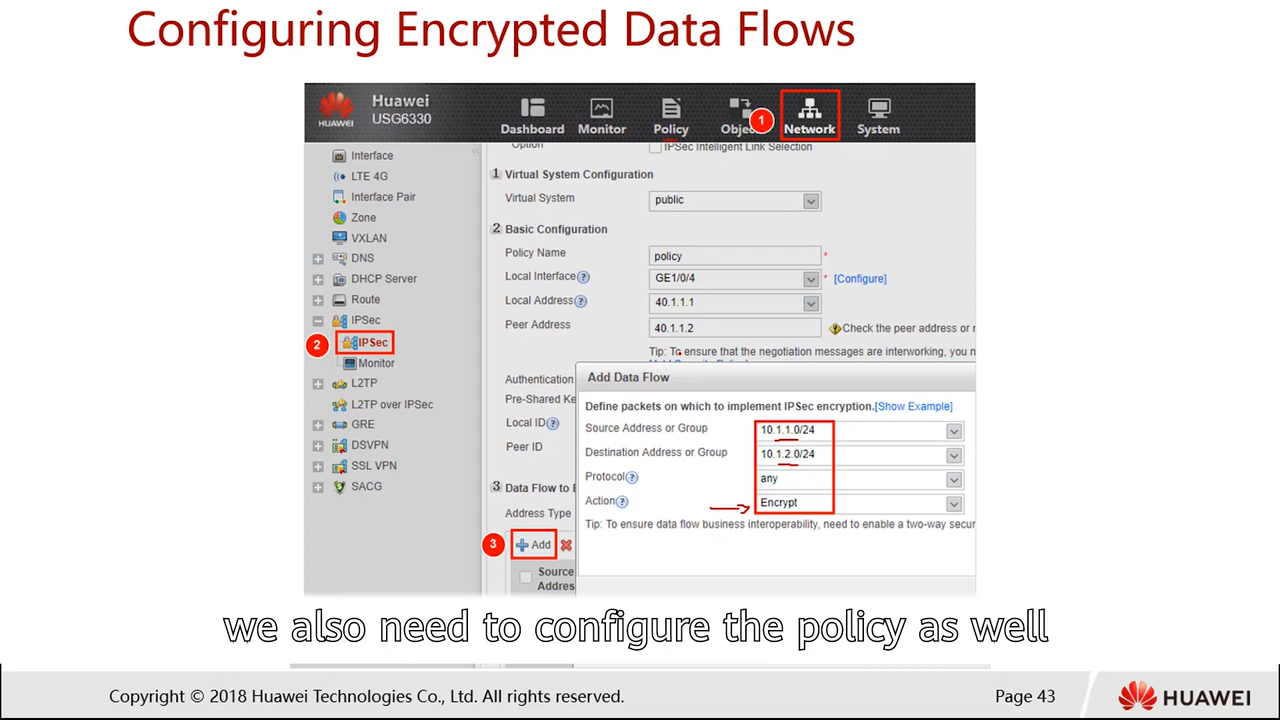 Configuring Encrypted Data Flows
HUAWEI
Huawei
USG6330
Dashboard
Monitor
Policy
Objec
1
Network
System
Interface
LTE 4G
Interface Pair
Zone
VXLAN
DNS
DHCP Server
Route
IPSec
2
IPSec
Monitor
L2TP
L2TP over IPSec
GRE
DSVPN
SSL VPN
SACG
Option
IPSec Intelligent Link Selection
1 Virtual System Configuration
Virtual System public
2 Basic Configuration
Policy Name policy *
Local Interface ? GE1/0/4 * [Configure]
Local Address ? 40.1.1.1
Peer Address 40.1.1.2 Check the peer address or
Tip: To ensure that the negotiation messages are interworking, you n
Authentication
Pre-Shared Ke
Local ID ?
Peer ID
Add Data Flow
Define packets on which to implement IPSec encryption.[Show Example]
Source Address or Group 10.1.1.0/24
Destination Address or Group 10.1.2.0/24
Protocol ? any
Action ? Encrypt
Tip: To ensure data flow business interoperability, need to enable a two-way secur
3 Data Flow to E
Address Type
3
Add
Source
Addres
we also need to configure the policy as well
Copyright © 2018 Huawei Technologies Co., Ltd. All rights reserved.
Page 43
HUAWEI